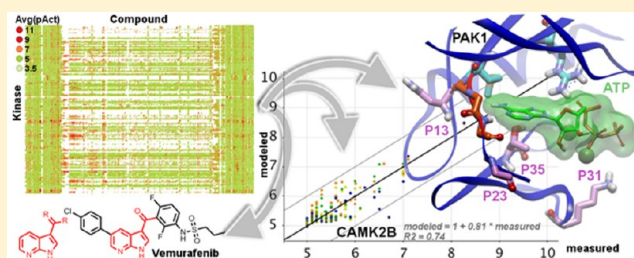 Avg(pAct)
11
9
7
5
3.5
Compound
Kinase
R
R
N
N
H
Cl
N
N
H
O
F
F
N
H
O
S
O
Vemurafenib
10
9
8
7
6
5
modeled
5
6
7
8
9
10
measured
CAMK2B
modeled = 1 + 0.81 * measured
R2 = 0.74
PAK1
ATP
P13
P35
P23
P31